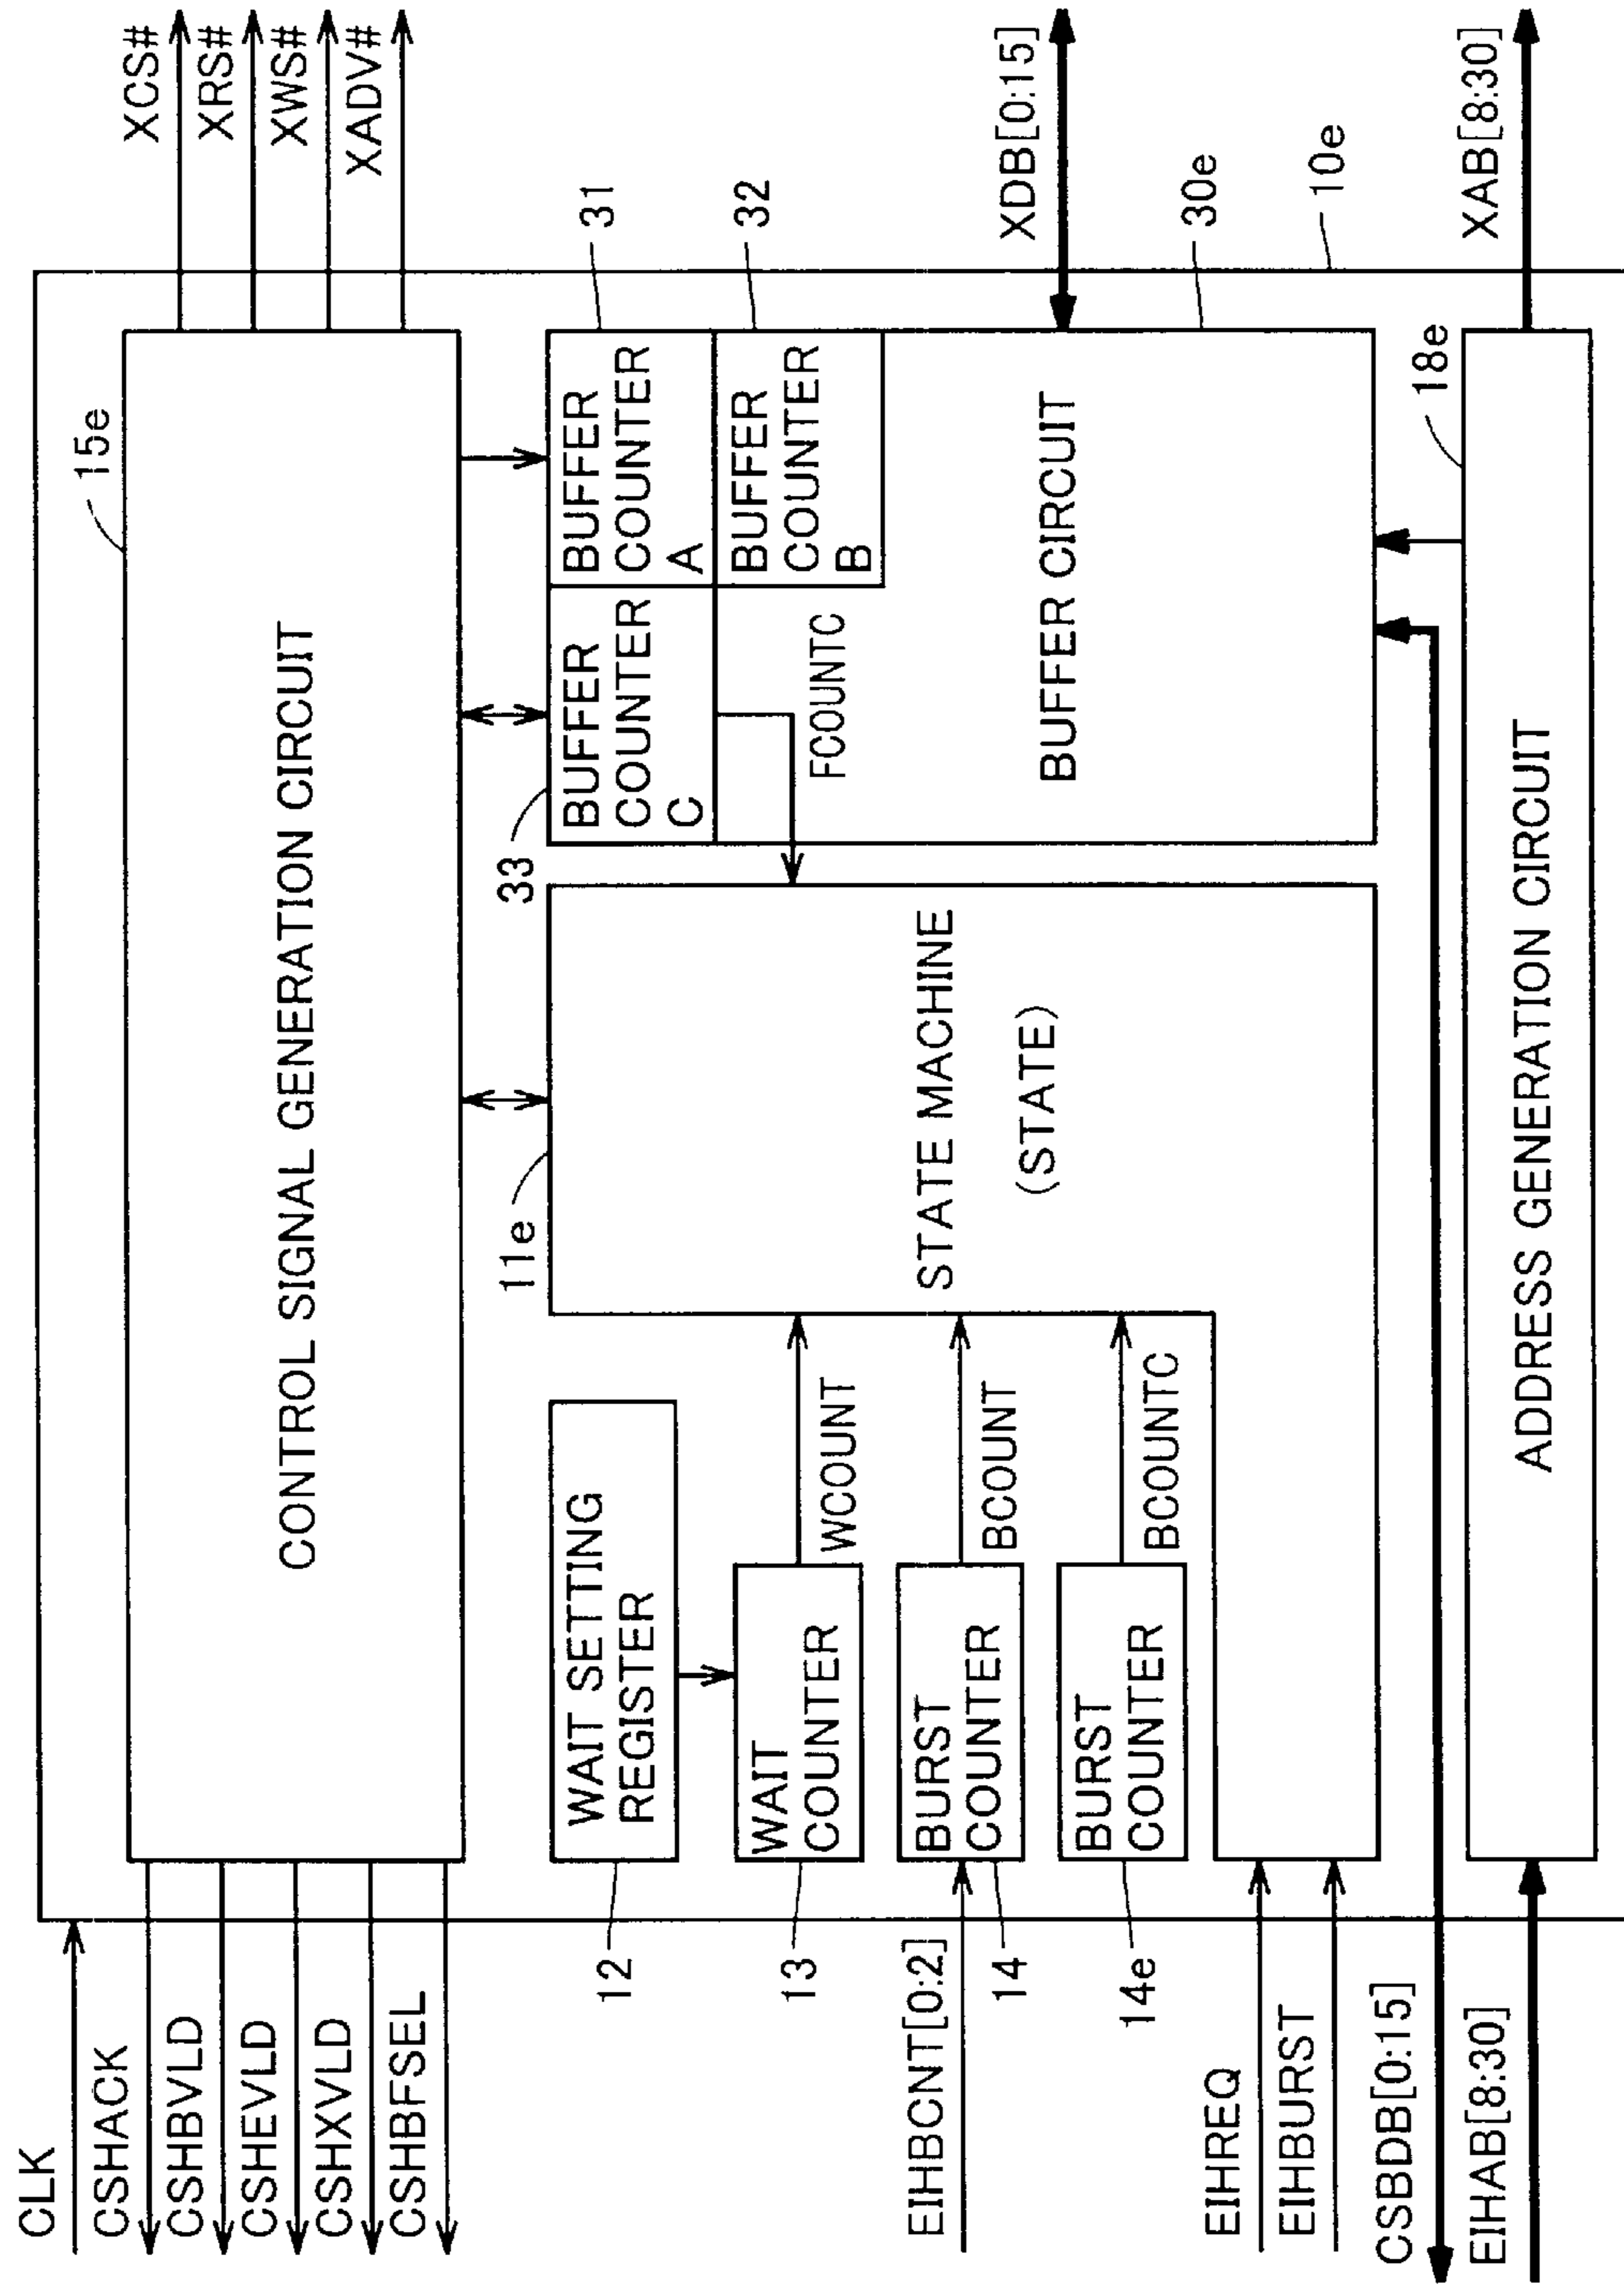 CLK
CSHACK
CSHBVLD
CSHEVLD
CSHXVLD
CSHBFSEL
15e
CONTROL SIGNAL GENERATION CIRCUIT
XCS#
XRS#
XWS#
XADV#
12
WAIT SETTING
REGISTER
13
WAIT
COUNTER
WCOUNT
EIHBCNT[0:2]
14
BURST
COUNTER
BCOUNT
14e
BURST
COUNTER
BCOUNTC
EIHREQ
EIHBURST
11e
STATE MACHINE
(STATE)
33
BUFFER
COUNTER
C
BUFFER
COUNTER
A
31
BUFFER
COUNTER
B
32
FCOUNTC
BUFFER CIRCUIT
XDB[0:15]
30e
10e
CSBDB[0:15]
EIHAB[8:30]
18e
ADDRESS GENERATION CIRCUIT
XAB[8:30]